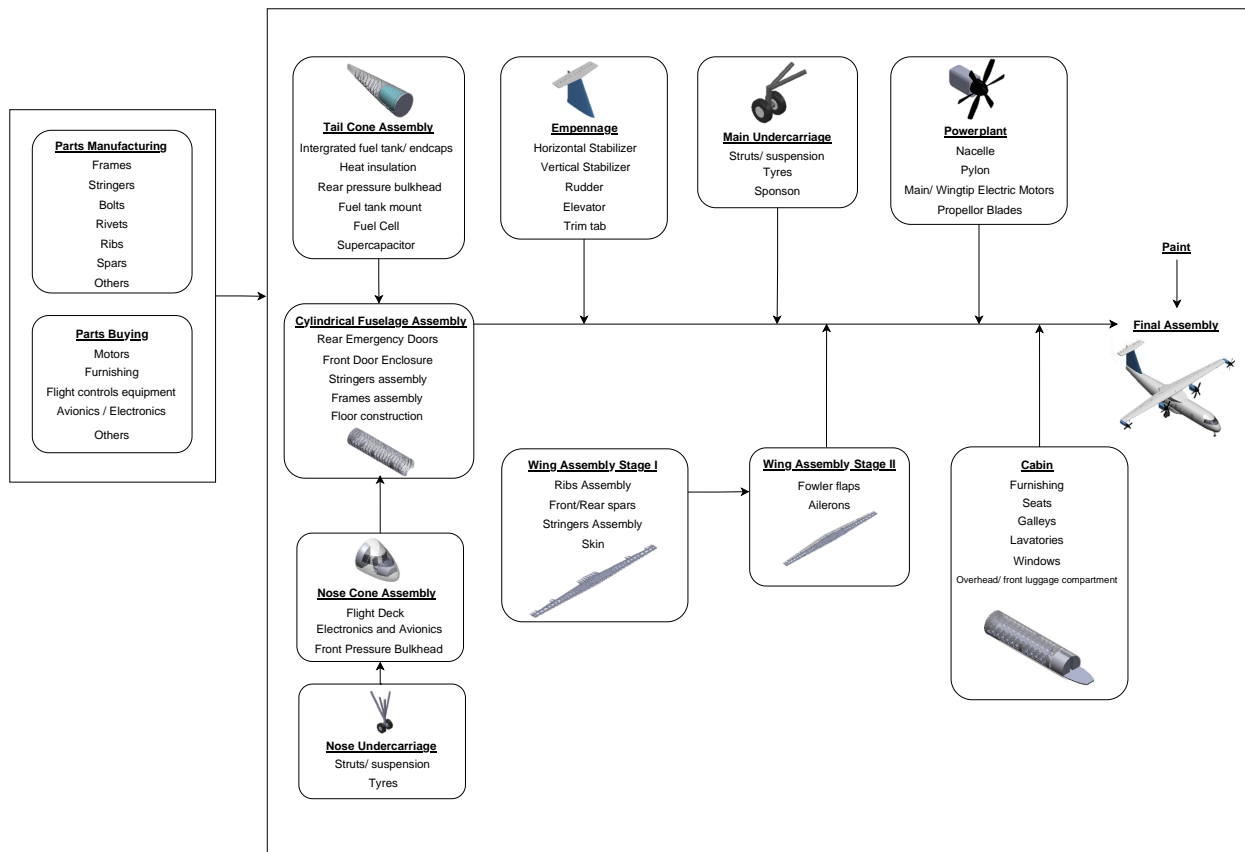 Parts Manufacturing
Frames
Stringers
Bolts
Rivets
Ribs
Spars
Others
Parts Buying
Motors
Furnishing
Flight controls equipment
Avionics / Electronics
Others
Tail Cone Assembly
Intergrated fuel tank/ endcaps
Heat insulation
Rear pressure bulkhead
Fuel tank mount
Fuel Cell
Supercapacitor
Empennage
Horizontal Stabilizer
Vertical Stabilizer
Rudder
Elevator
Trim tab
Main Undercarriage
Struts/ suspension
Tyres
Sponson
Powerplant
Nacelle
Pylon
Main/ Wingtip Electric Motors
Propellor Blades
Paint
Final Assembly
Cylindrical Fuselage Assembly
Rear Emergency Doors
Front Door Enclosure
Stringers assembly
Frames assembly
Floor construction
Wing Assembly Stage I
Ribs Assembly
Front/Rear spars
Stringers Assembly
Skin
Wing Assembly Stage II
Fowler flaps
Ailerons
Cabin
Furnishing
Seats
Galleys
Lavatories
Windows
Overhead/ front luggage compartment
Nose Cone Assembly
Flight Deck
Electronics and Avionics
Front Pressure Bulkhead
Nose Undercarriage
Struts/ suspension
Tyres